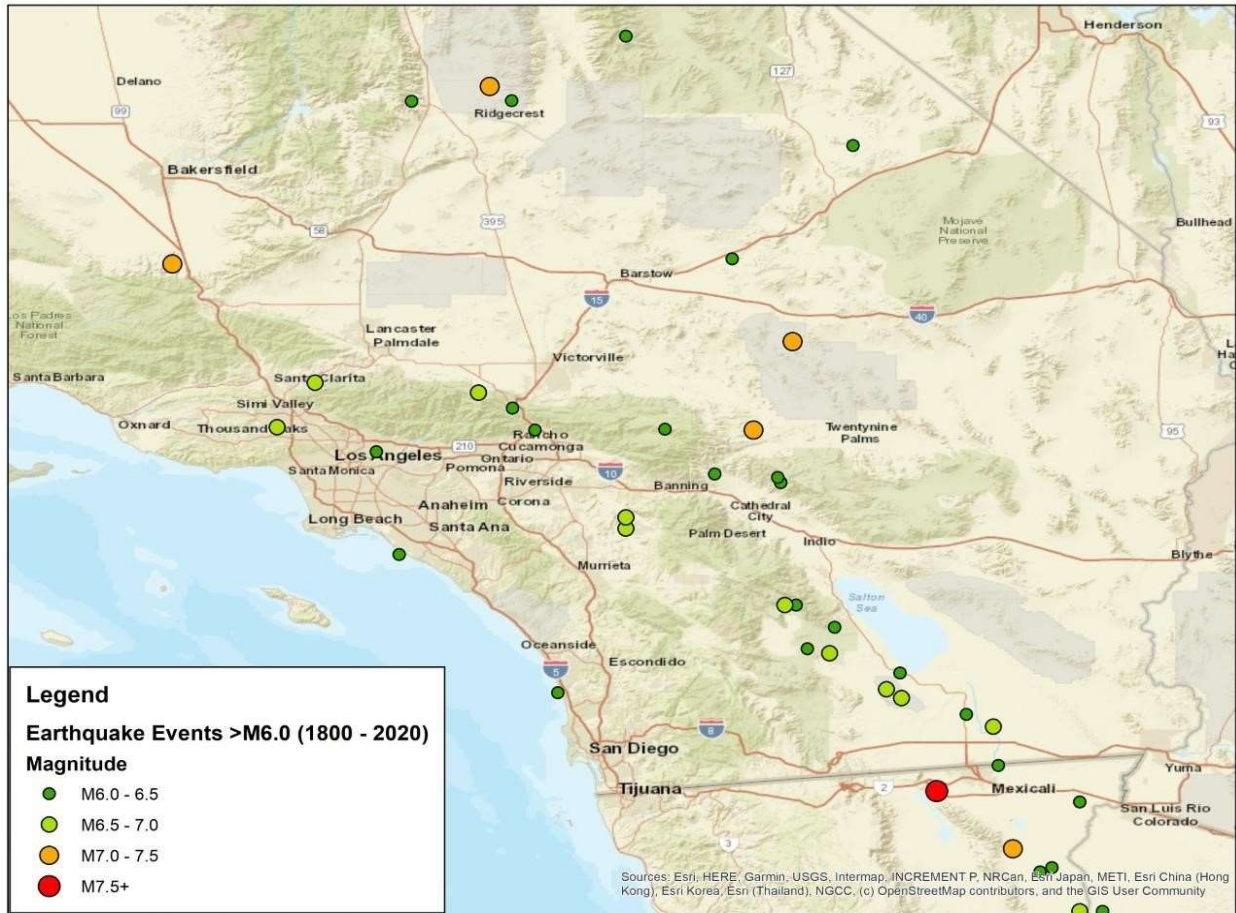 Henderson
Delano
127
99
Ridgecrest
93
Bakersfield
395
58
Mojave
National
Preserve
Bullhead
Barstow
15
40
Los Padres
National
Forest
Lancaster
Palmdale
Victorville
Santa Barbara
Santa Clarita
Simi Valley
Oxnard
Thousand Oaks
Twentynine
Palms
95
Rancho
Cucamonga
210
Los Angeles
Ontario
Santa Monica
Pomona
10
Riverside
Banning
Anaheim
Corona
Cathedral
City
Long Beach
Santa Ana
Palm Desert
Indio
Blythe
Murrieta
Salton
Sea
Oceanside
Escondido
5
8
San Diego
Yuma
Tijuana
2
Mexicali
San Luis Rio
Colorado
3
Legend
Earthquake Events >M6.0 (1800 - 2020)
Magnitude
M6.0 - 6.5
M6.5 - 7.0
M7.0 - 7.5
M7.5+
Sources: Esri, HERE, Garmin, USGS, Intermap, INCREMENT P, NRCan, Esri Japan, METI, Esri China (Hong
Kong), Esri Korea, Esri (Thailand), NGCC, (c) OpenStreetMap contributors, and the GIS User Community